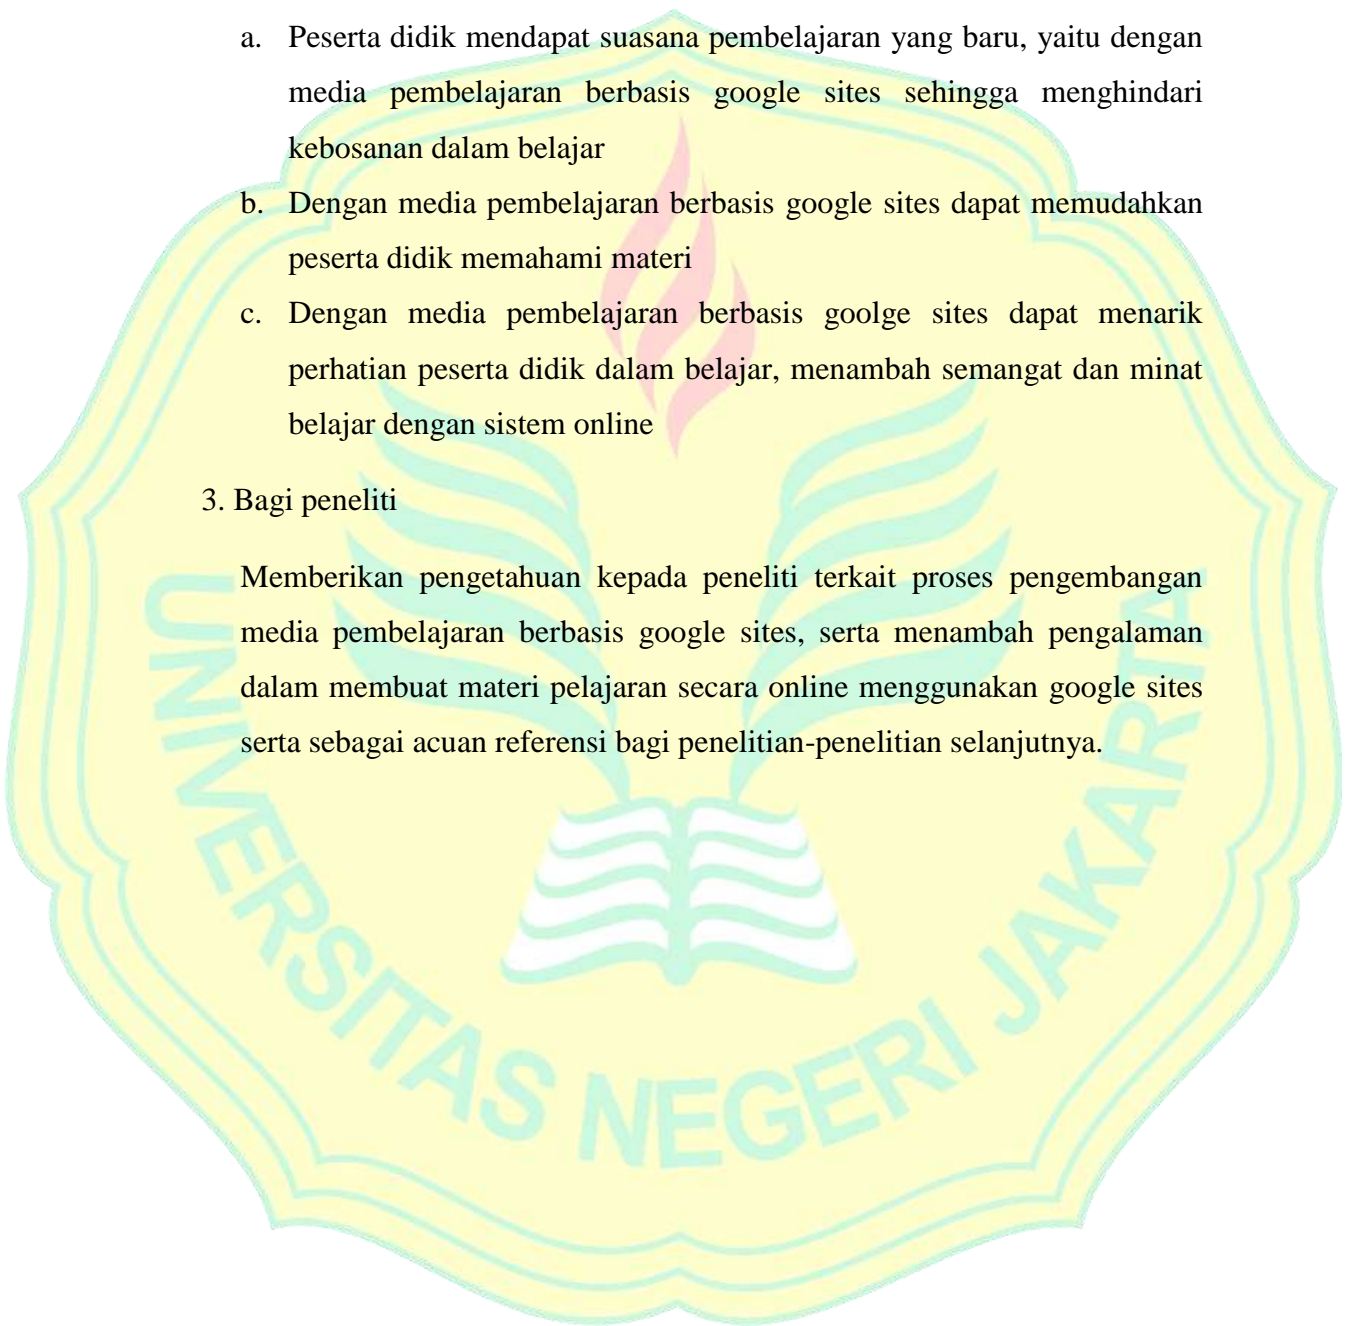 a. Peserta didik mendapat suasana pembelajaran yang baru, yaitu dengan
media pembelajaran berbasis google sites sehingga menghindari
kebosanan dalam belajar
b. Dengan media pembelajaran berbasis google sites dapat memudahkan
peserta didik memahami materi
c. Dengan media pembelajaran berbasis goolge sites dapat menarik
perhatian peserta didik dalam belajar, menambah semangat dan minat
belajar dengan sistem online
3. Bagi peneliti
Memberikan pengetahuan kepada peneliti terkait proses pengembangan
media pembelajaran berbasis google sites, serta menambah pengalaman
dalam membuat materi pelajaran secara online menggunakan google sites
serta sebagai acuan referensi bagi penelitian-penelitian selanjutnya.
UNIVERSITAS NEGERI JAKARTA